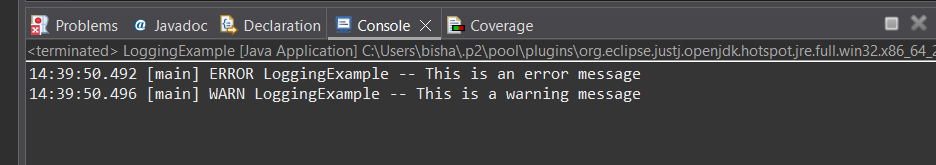 Problems @ Javadoc Declaration Console Coverage
<terminated> LoggingExample [Java Application] C:\Users\bisha\.p2\pool\plugins\org.eclipse.justj.openjdk.hotspot.jre.full.win32.x86_64_2
14:39:50.492 [main] ERROR LoggingExample -- This is an error message
14:39:50.496 [main] WARN LoggingExample -- This is a warning message